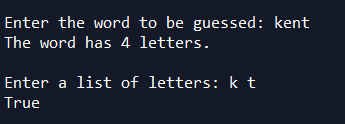 Enter the word to be guessed: kent
The word has 4 letters.
Enter a list of letters: k t
True